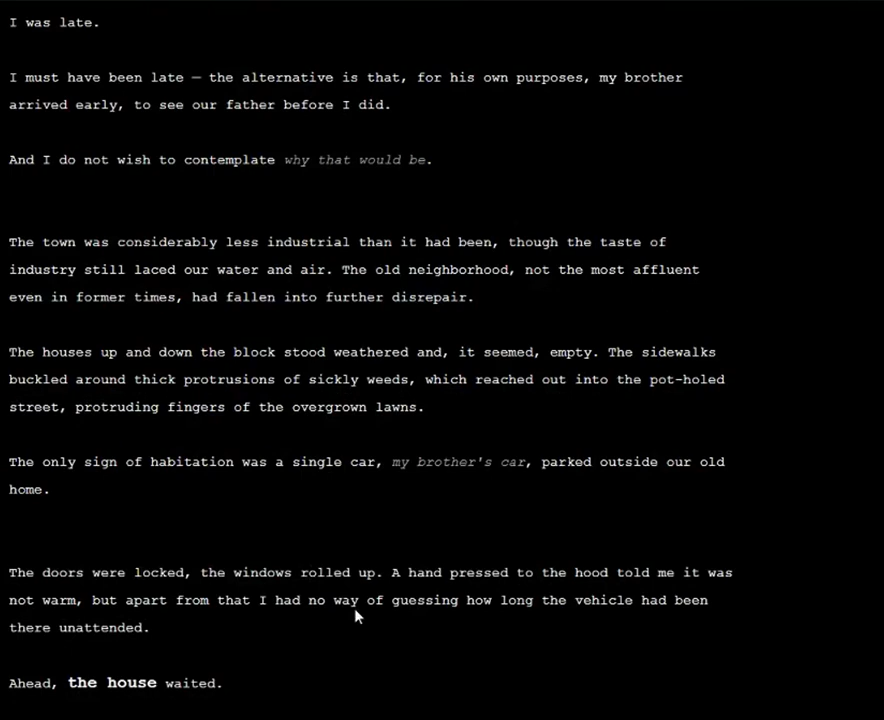 I was late.
I must have been late — the alternative is that, for his own purposes, my brother
arrived early, to see our father before I did.
And I do not wish to contemplate why that would be.
The town was considerably less industrial than it had been, though the taste of
industry still laced our water and air. The old neighborhood, not the most affluent
even in former times, had fallen into further disrepair.
The houses up and down the block stood weathered and, it seemed, empty. The sidewalks
buckled around thick protrusions of sickly weeds, which reached out into the pot-holed
street, protruding fingers of the overgrown lawns.
The only sign of habitation was a single car, my brother's car, parked outside our old
home.
The doors were locked, the windows rolled up. A hand pressed to the hood told me it was
not warm, but apart from that I had no way of guessing how long the vehicle had been
there unattended.
Ahead, the house waited.